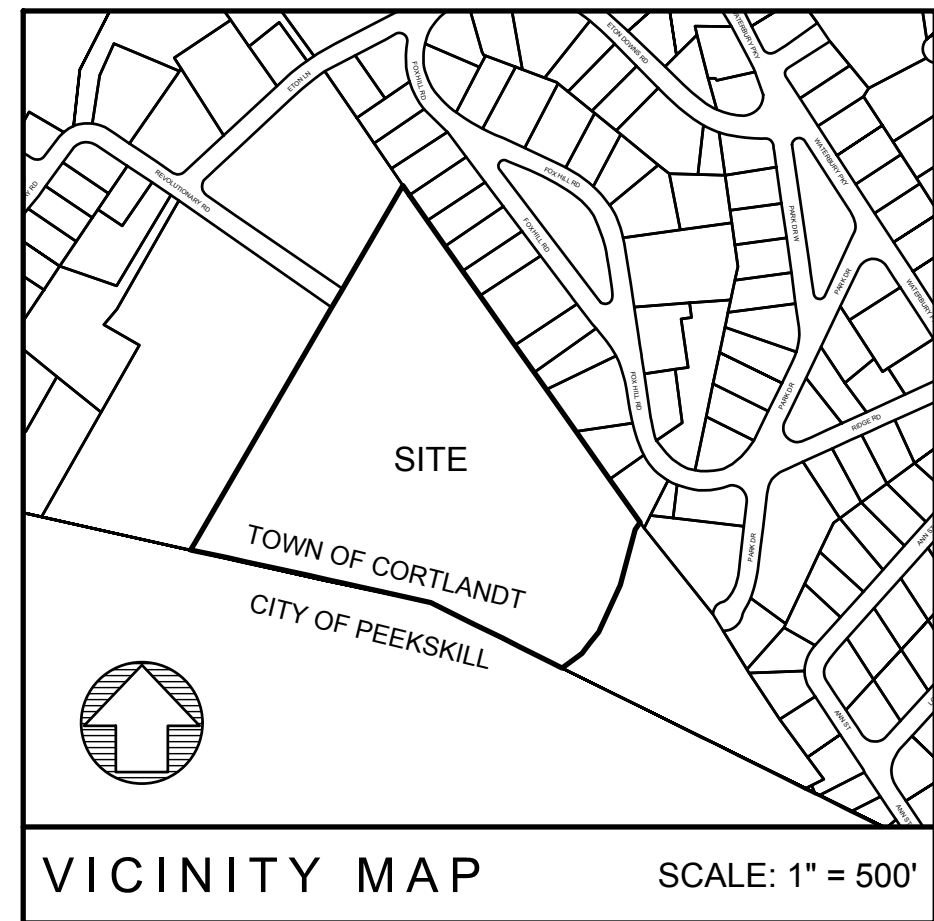 ETON DOWNS RD
WATERBURY PKY
ETON LN
FOXHILL RD
REVOLUTIONARY RD
FOX HILL RD
WATERBURY PKY
PARK DR W
FOXHILL RD
PARK DR
WATERBURY
FOX HILL RD
PARK DR
RIDGE RD
SITE
ANN ST
PARK DR
TOWN OF CORTLANDT
CITY OF PEEKSKILL
ANN ST
ANN ST
VICINITY MAP
SCALE: 1" = 500'